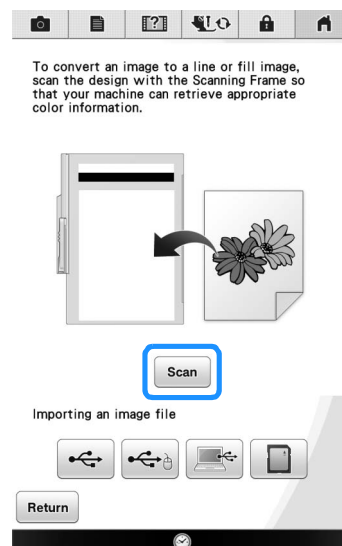 To convert an image to a line or fill image,
scan the design with the Scanning Frame so
that your machine can retrieve appropriate
color information.
Scan
Importing an image file
Return